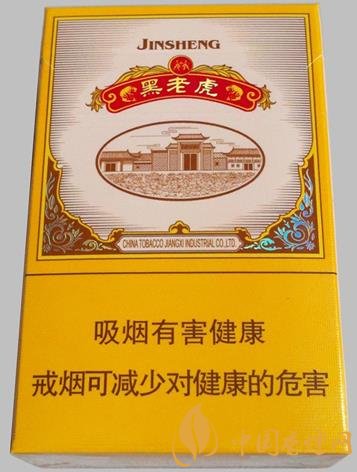 JINSHENG
黑老虎
CHINA TOBACCO JIANGXI INDUSTRIAL CO.,LTD.
吸烟有害健康
戒烟可减少对健康的危害
中国香烟网